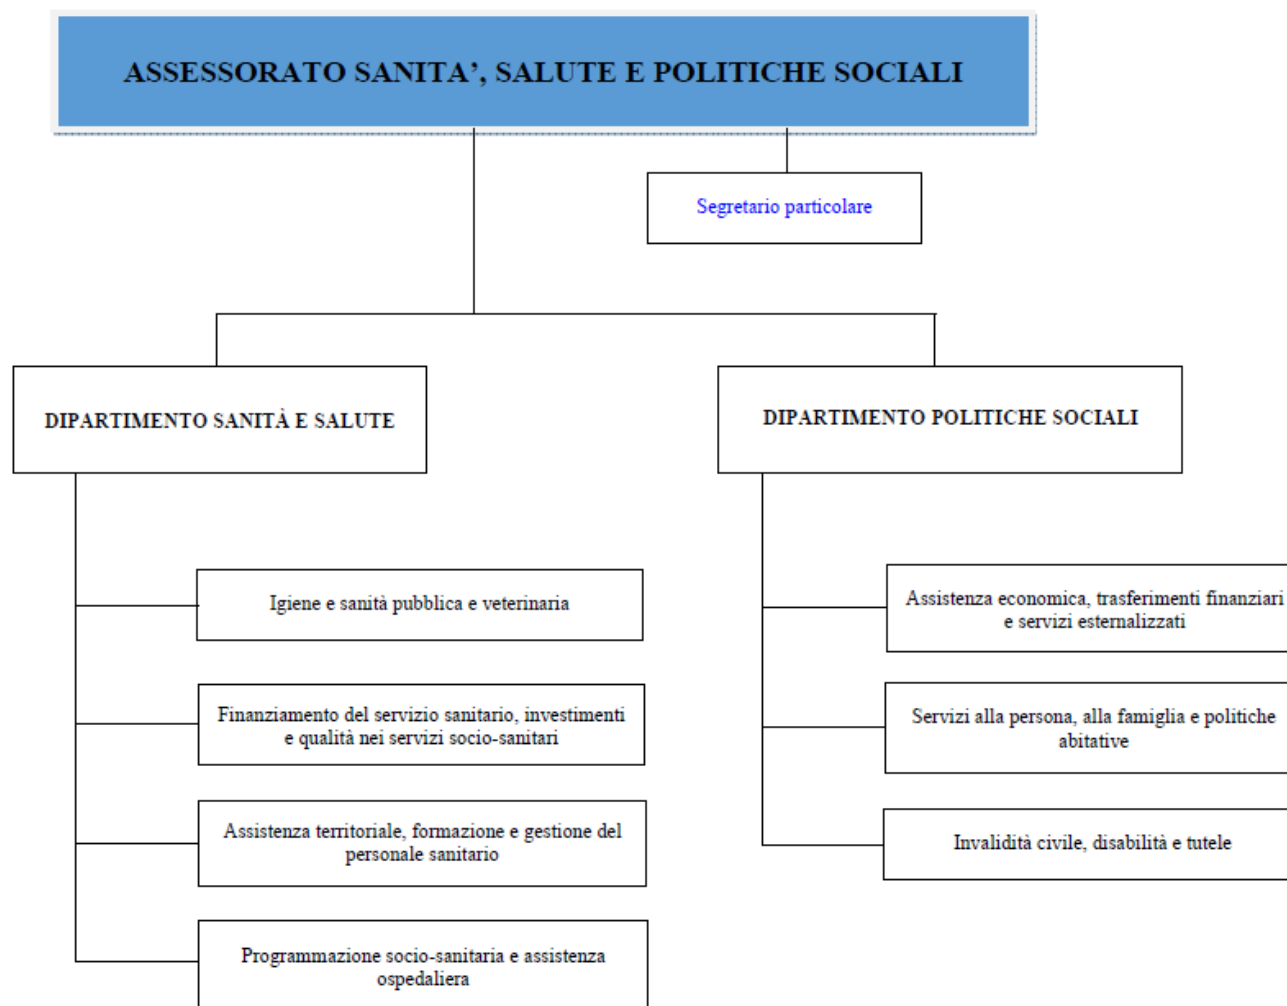 ASSESSORATO SANITA’, SALUTE E POLITICHE SOCIALI
Segretario particolare
DIPARTIMENTO SANITÀ E SALUTE
Igiene e sanità pubblica e veterinaria
Finanziamento del servizio sanitario, investimenti
e qualità nei servizi socio-sanitari
Assistenza territoriale, formazione e gestione del
personale sanitario
Programmazione socio-sanitaria e assistenza
ospedaliera
DIPARTIMENTO POLITICHE SOCIALI
Assistenza economica, trasferimenti finanziari
e servizi esternalizzati
Servizi alla persona, alla famiglia e politiche
abitative
Invalidità civile, disabilità e tutele